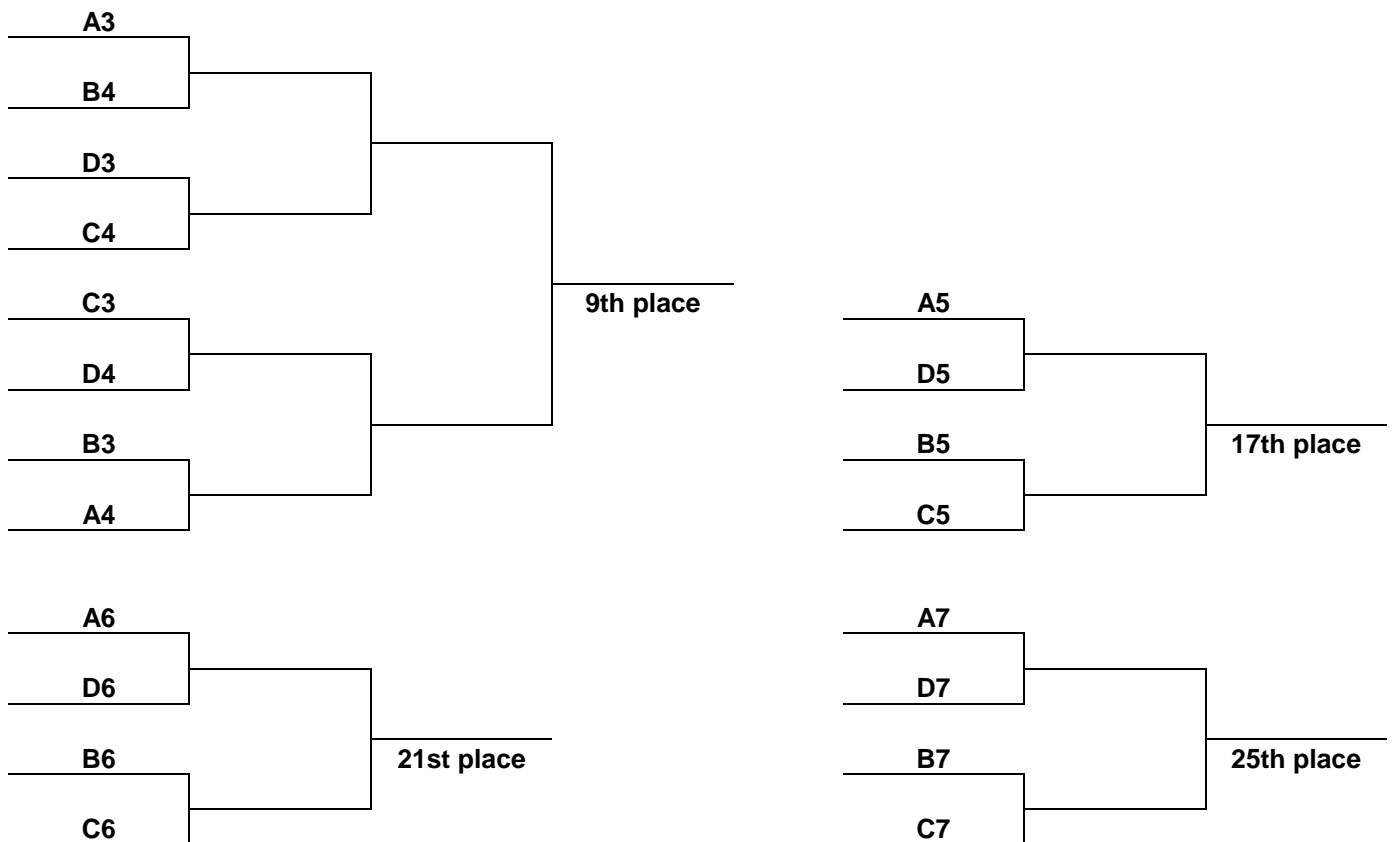 A3
B4
D3
C4
C3
D4
B3
A4
9th place
A5
D5
B5
C5
17th place
A6
D6
B6
C6
21st place
A7
D7
B7
C7
25th place